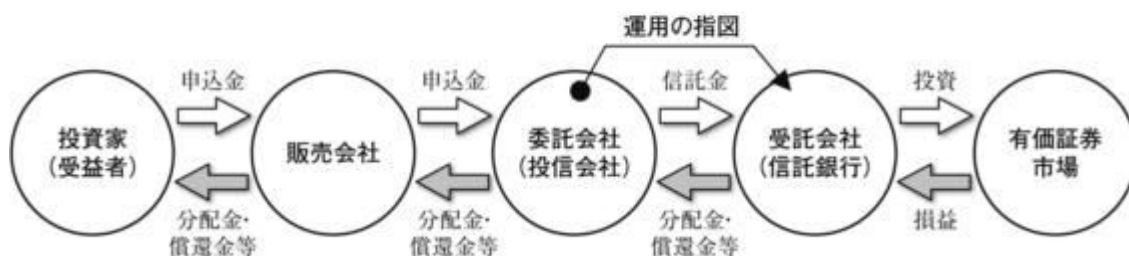 運用の指図
申込金
申込金
信託金
投資
投資家
(受益者)
販売会社
委託会社
(投信会社)
受託会社
(信託銀行)
有価証券
市場
分配金・
償還金等
分配金・
償還金等
分配金・
償還金等
損益